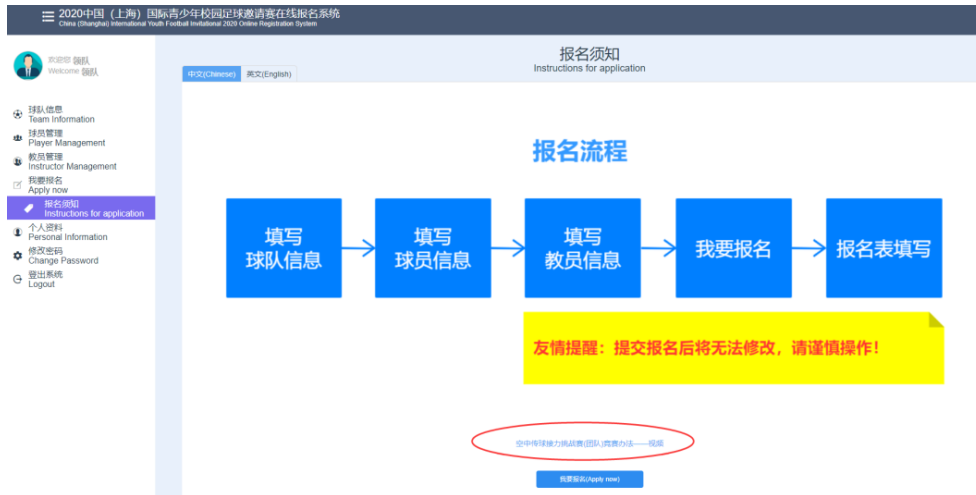 2020中国（上海）国际青少年校园足球邀请赛在线报名系统
China (Shanghai) International Youth Football Invitational 2020 Online Registration System
欢迎您 领队
Welcome 领队
球队信息
Team Information
球员管理
Player Management
教员管理
Instructor Management
我要报名
Apply now
报名须知
Instructions for application
个人资料
Personal Information
修改密码
Change Password
登出系统
Logout
报名须知
Instructions for application
中文(Chinese) 英文(English)
报名流程
填写
球队信息
填写
球员信息
填写
教员信息
我要报名
报名表填写
友情提醒：提交报名后将无法修改，请谨慎操作！
空中传球接力挑战赛(团队)竞赛办法——视频
我要报名(Apply now)